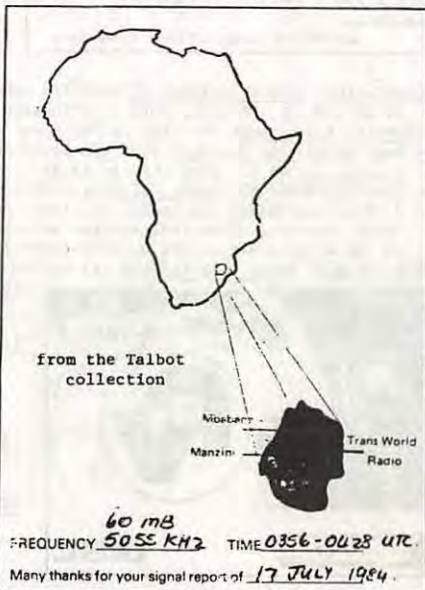 from the Talbot
collection
Manzini
Trans World
Radio
60 mB
FREQUENCY 5055 KHz TIME 0356-0428 UTC.
Many thanks for your signal report of 17 JULY 1984.